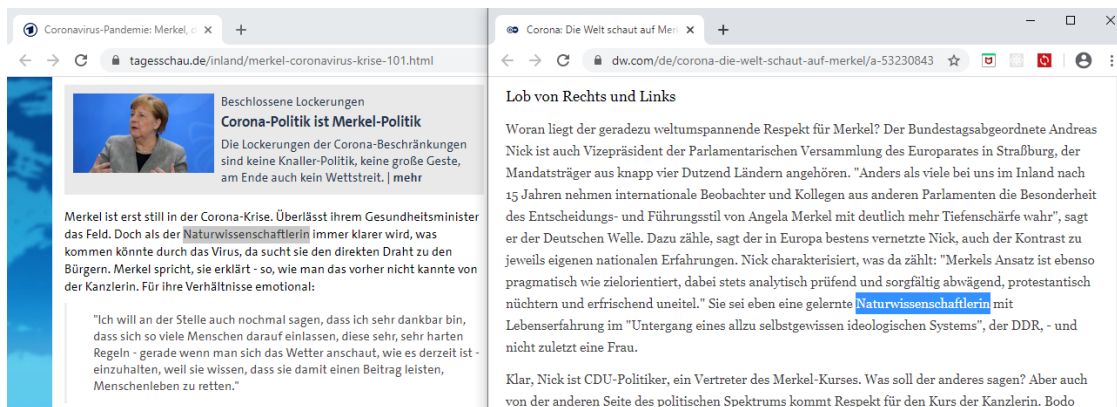 Coronavirus-Pandemie: Merkel, d
tagesschau.de/inland/merkel-coronavirus-krise-101.html
Beschlossene Lockerungen
Corona-Politik ist Merkel-Politik
Die Lockerungen der Corona-Beschränkungen
sind keine Knaller-Politik, keine große Geste,
am Ende auch kein Wettstreit. | mehr
Merkel ist erst still in der Corona-Krise. Überlässt ihrem Gesundheitsminister
das Feld. Doch als der Naturwissenschaftlerin immer klarer wird, was
kommen könnte durch das Virus, da sucht sie den direkten Draht zu den
Bürgern. Merkel spricht, sie erklärt - so, wie man das vorher nicht kannte von
der Kanzlerin. Für ihre Verhältnisse emotional:
"Ich will an der Stelle auch nochmal sagen, dass ich sehr dankbar bin,
dass sich so viele Menschen darauf einlassen, diese sehr, sehr harten
Regeln - gerade wenn man sich das Wetter anschaut, wie es derzeit ist -
einzuhalten, weil sie wissen, dass sie damit einen Beitrag leisten,
Menschenleben zu retten."
Corona: Die Welt schaut auf Merk
dw.com/de/corona-die-welt-schaut-auf-merkel/a-53230843
Lob von Rechts und Links
Woran liegt der geradezu weltumspannende Respekt für Merkel? Der Bundestagsabgeordnete Andreas
Nick ist auch Vizepräsident der Parlamentarischen Versammlung des Europarates in Straßburg, der
Mandatsträger aus knapp vier Dutzend Ländern angehören. "Anders als viele bei uns im Inland nach
15 Jahren nehmen internationale Beobachter und Kollegen aus anderen Parlamenten die Besonderheit
des Entscheidungs- und Führungsstil von Angela Merkel mit deutlich mehr Tiefenschärfe wahr", sagt
er der Deutschen Welle. Dazu zähle, sagt der in Europa bestens vernetzte Nick, auch der Kontrast zu
jeweils eigenen nationalen Erfahrungen. Nick charakterisiert, was da zählt: "Merkels Ansatz ist ebenso
pragmatisch wie zielorientiert, dabei stets analytisch prüfend und sorgfältig abwägend, protestantisch
nüchtern und erfrischend uneitel." Sie sei eben eine gelernte Naturwissenschaftlerin mit
Lebenserfahrung im "Untergang eines allzu selbstgewissen ideologischen Systems", der DDR, - und
nicht zuletzt eine Frau.
Klar, Nick ist CDU-Politiker, ein Vertreter des Merkel-Kurses. Was soll der anderes sagen? Aber auch
von der anderen Seite des politischen Spektrums kommt Respekt für den Kurs der Kanzlerin. Bodo